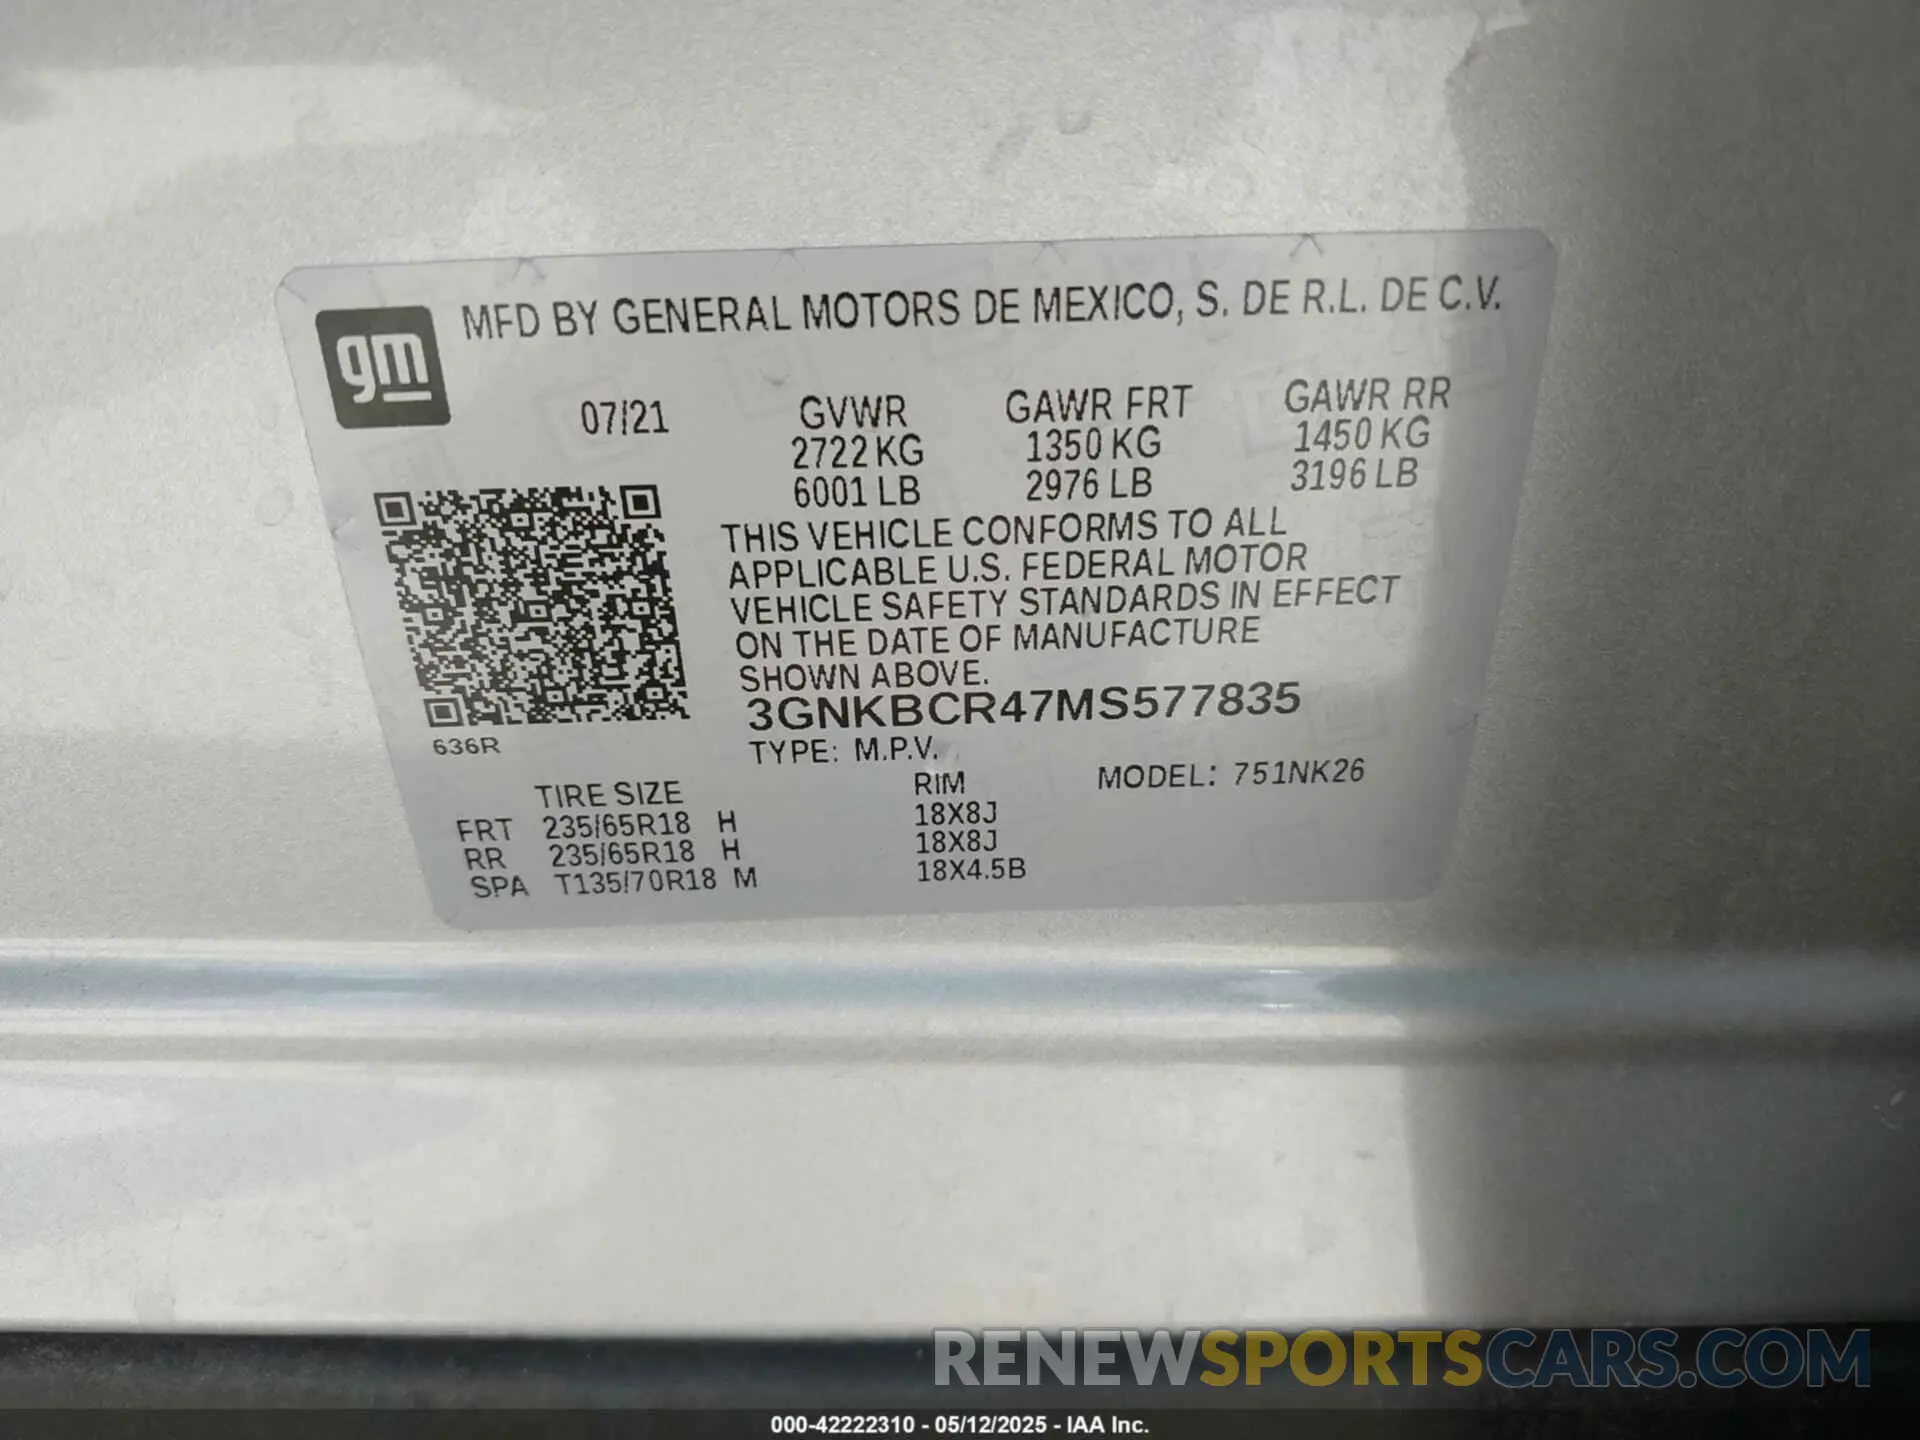 gm
MFD BY GENERAL MOTORS DE MEXICO, S. DE R.L. DE C.V.
07/21 GVWR GAWR FRT GAWR RR
2722 KG 1350 KG 1450 KG
6001 LB 2976 LB 3196 LB
THIS VEHICLE CONFORMS TO ALL
APPLICABLE U.S. FEDERAL MOTOR
VEHICLE SAFETY STANDARDS IN EFFECT
ON THE DATE OF MANUFACTURE
SHOWN ABOVE.
3GNKBCR47MS577835
636R
TYPE: M.P.V.
TIRE SIZE RIM MODEL: 751NK26
FRT 235/65R18 H 18X8J
RR 235/65R18 H 18X8J
SPA T135/70R18 M 18X4.5B
RENEWSPORTSCARS.COM
000-42222310 - 05/12/2025 - IAA Inc.